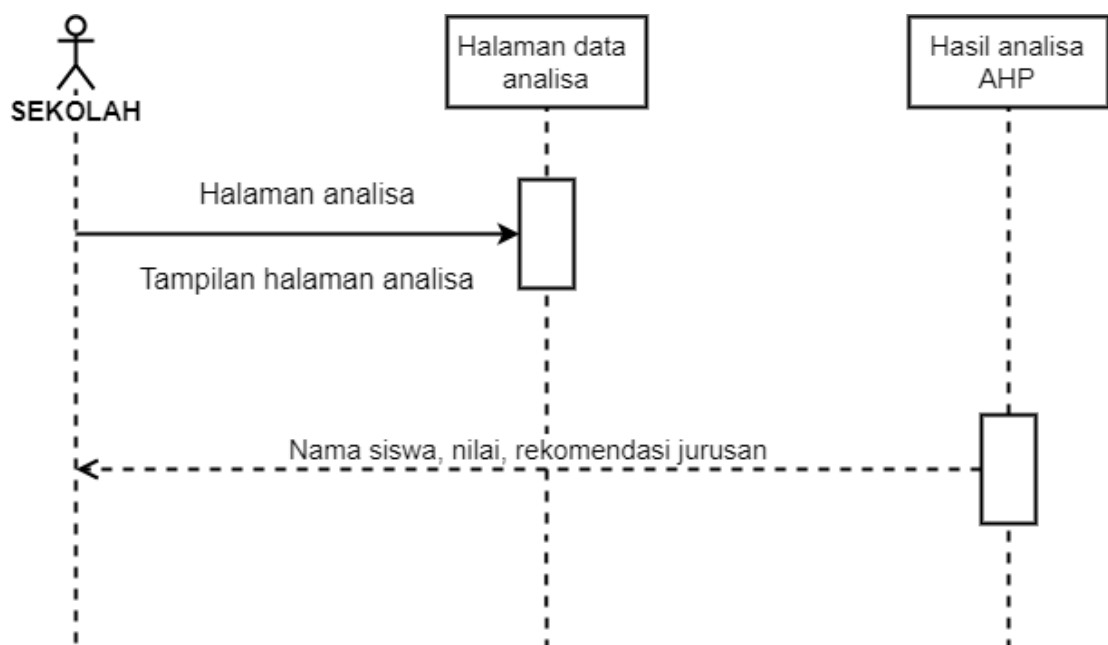 SEKOLAH
Halaman data
analisa
Hasil analisa
AHP
Halaman analisa
Tampilan halaman analisa
Nama siswa, nilai, rekomendasi jurusan